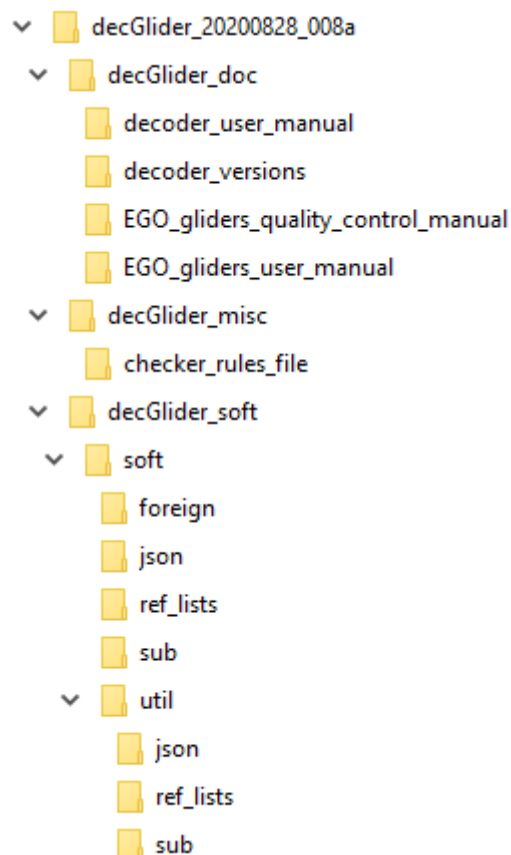 decGlider_20200828_008a
decGlider_doc
decoder_user_manual
decoder_versions
EGO_gliders_quality_control_manual
EGO_gliders_user_manual
decGlider_misc
checker_rules_file
decGlider_soft
soft
foreign
json
ref_lists
sub
util
json
ref_lists
sub